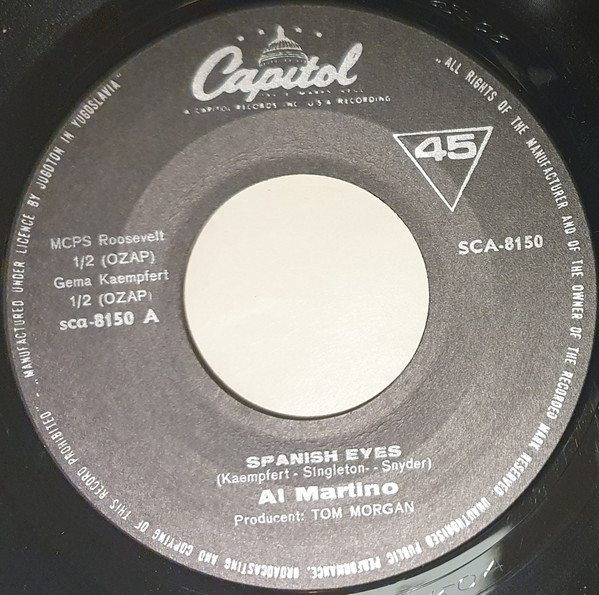 Capitol
A CAPITOL RECORDS INC. U.S.A. RECORDING
45
SCA-8150
MCPS Roosevelt
1/2 (OZAP)
Gema Kaempfert
1/2 (OZAP)
sca-8150 A
SPANISH EYES
(Kaempfert - Singleton - - Snyder)
Al Martino
Producent: TOM MORGAN
„MANUFACTURED UNDER LICENCE BY JUGOTON IN YUGOSLAVIA"
„ALL RIGHTS OF THE MANUFACTURER AND OF THE OWNER OF THE RECORDED MARK RESERVED. UNAUTHORISED PUBLIC PERFORMANCE, BROADCASTING AND COPYING OF THIS RECORD PROHIBITED"